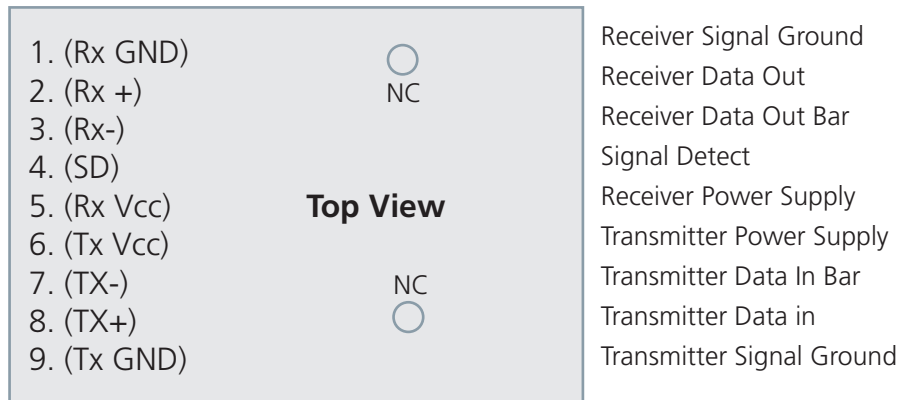 1. (Rx GND)
2. (Rx +)
3. (Rx-)
4. (SD)
5. (Rx Vcc)
6. (Tx Vcc)
7. (TX-)
8. (TX+)
9. (Tx GND)
NC
Top View
NC
Receiver Signal Ground
Receiver Data Out
Receiver Data Out Bar
Signal Detect
Receiver Power Supply
Transmitter Power Supply
Transmitter Data In Bar
Transmitter Data in
Transmitter Signal Ground